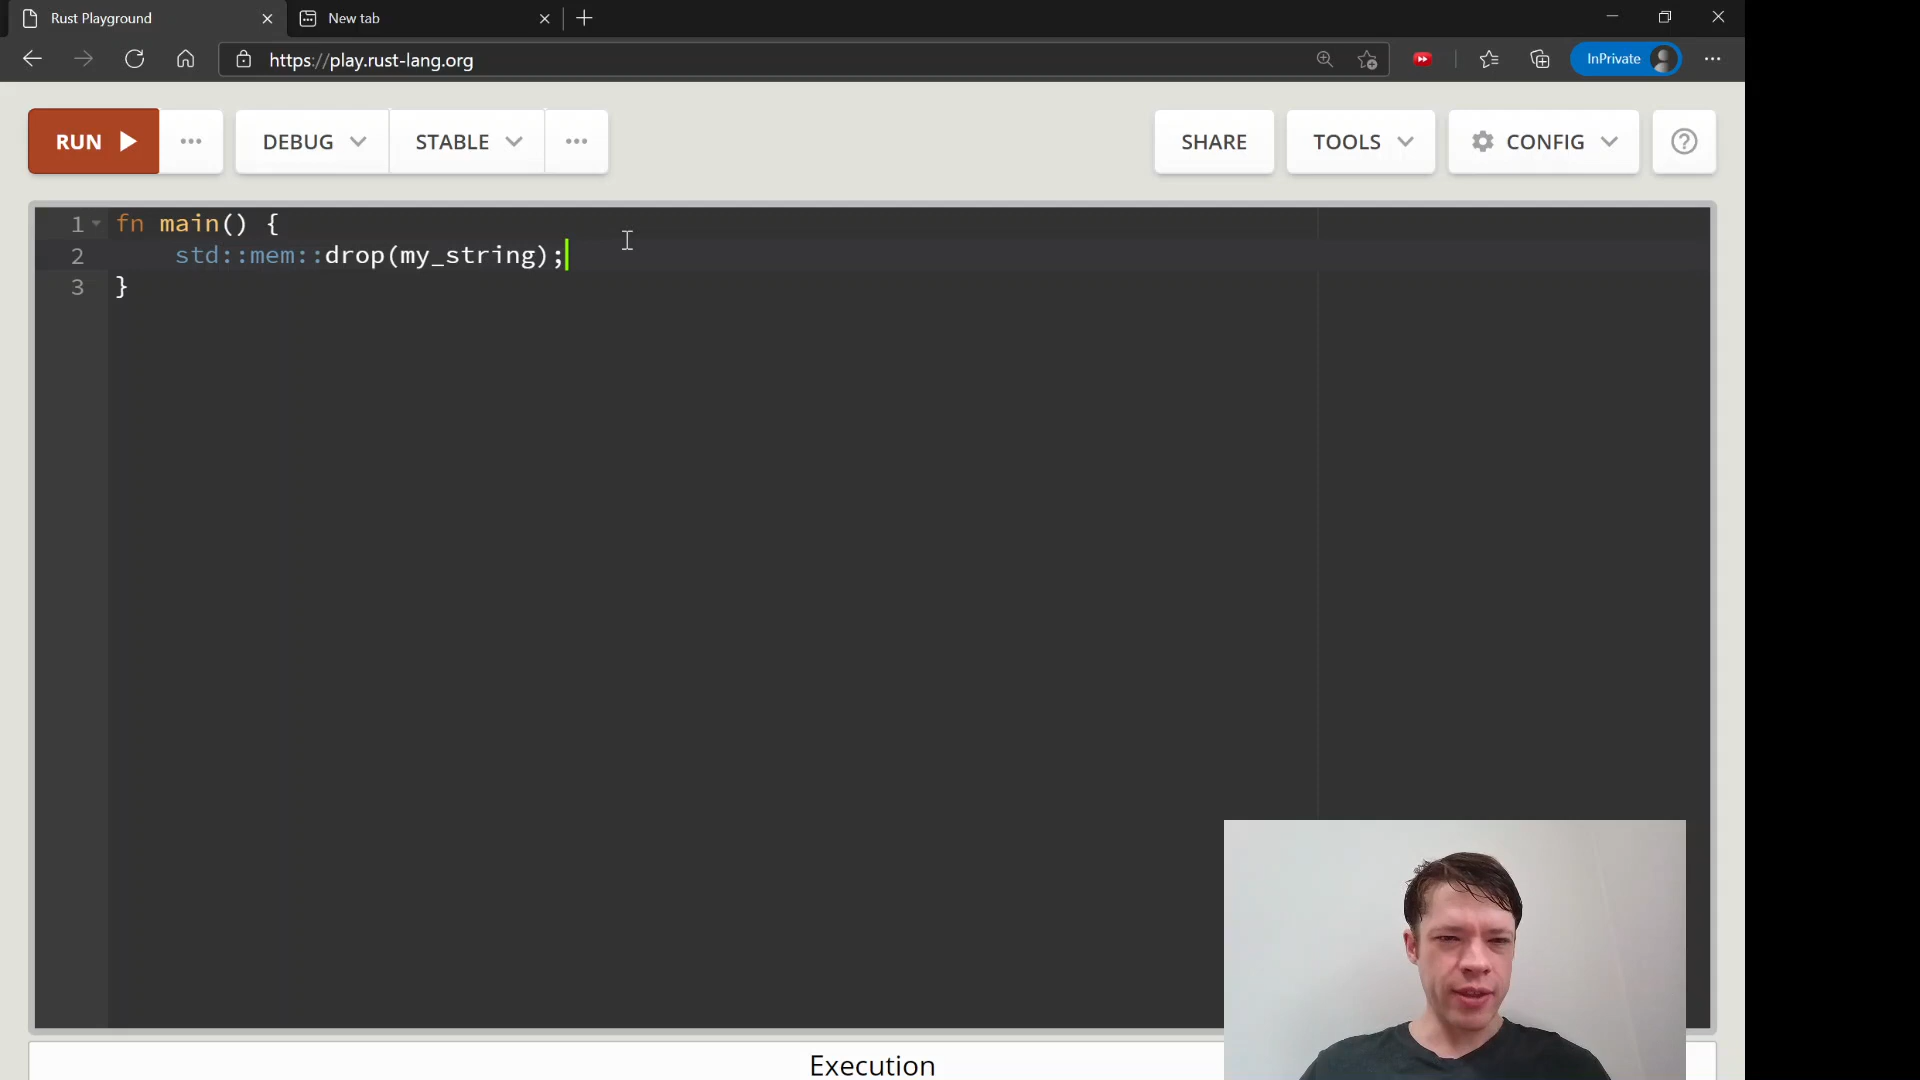 Rust Playground
New tab
https://play.rust-lang.org
InPrivate
RUN
DEBUG
STABLE
SHARE
TOOLS
CONFIG
1 fn main() {
2 std::mem::drop(my_string);
3 }
Execution